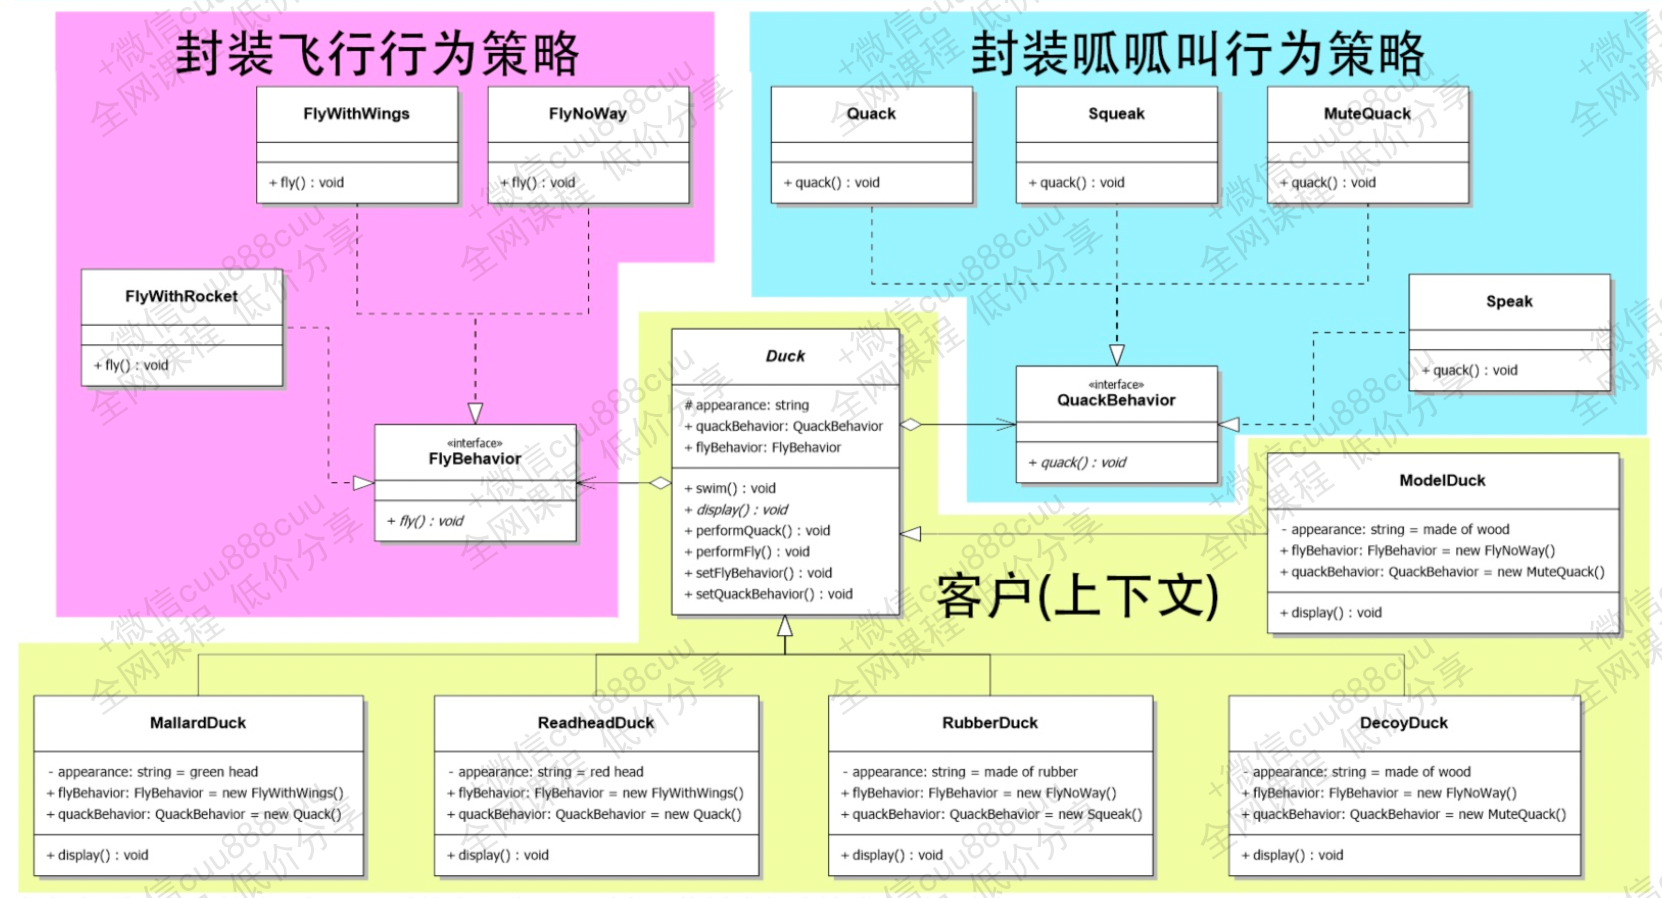 封装飞行行为策略
FlyWithWings
+ fly() : void
FlyNoWay
+ fly() : void
FlyWithRocket
+ fly() : void
«interface»
FlyBehavior
+ fly() : void
封装呱呱叫行为策略
Quack
+ quack() : void
Squeak
+ quack() : void
MuteQuack
+ quack() : void
Speak
+ quack() : void
«interface»
QuackBehavior
+ quack() : void
Duck
# appearance: string
+ quackBehavior: QuackBehavior
+ flyBehavior: FlyBehavior
+ swim() : void
+ display() : void
+ performQuack() : void
+ performFly() : void
+ setFlyBehavior() : void
+ setQuackBehavior() : void
客户(上下文)
ModelDuck
- appearance: string = made of wood
+ flyBehavior: FlyBehavior = new FlyNoWay()
+ quackBehavior: QuackBehavior = new MuteQuack()
+ display() : void
MallardDuck
- appearance: string = green head
+ flyBehavior: FlyBehavior = new FlyWithWings()
+ quackBehavior: QuackBehavior = new Quack()
+ display() : void
ReadheadDuck
- appearance: string = red head
+ flyBehavior: FlyBehavior = new FlyWithWings()
+ quackBehavior: QuackBehavior = new Quack()
+ display() : void
RubberDuck
- appearance: string = made of rubber
+ flyBehavior: FlyBehavior = new FlyNoWay()
+ quackBehavior: QuackBehavior = new Squeak()
+ display() : void
DecoyDuck
- appearance: string = made of wood
+ flyBehavior: FlyBehavior = new FlyNoWay()
+ quackBehavior: QuackBehavior = new MuteQuack()
+ display() : void
+微信cuu888cuu
全网课程 低价分享